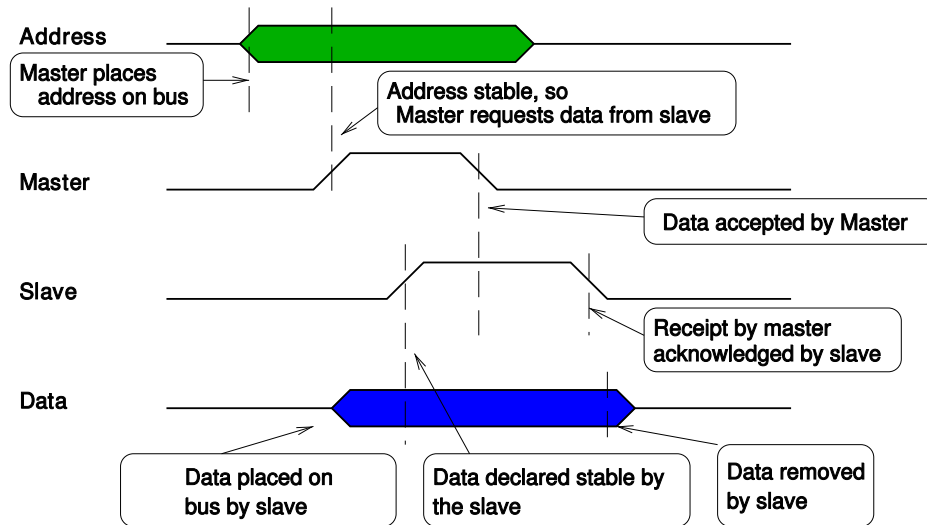 Address
Master places
address on bus
Address stable, so
Master requests data from slave
Master
Data accepted by Master
Slave
Receipt by master
acknowledged by slave
Data
Data placed on
bus by slave
Data declared stable by
the slave
Data removed
by slave